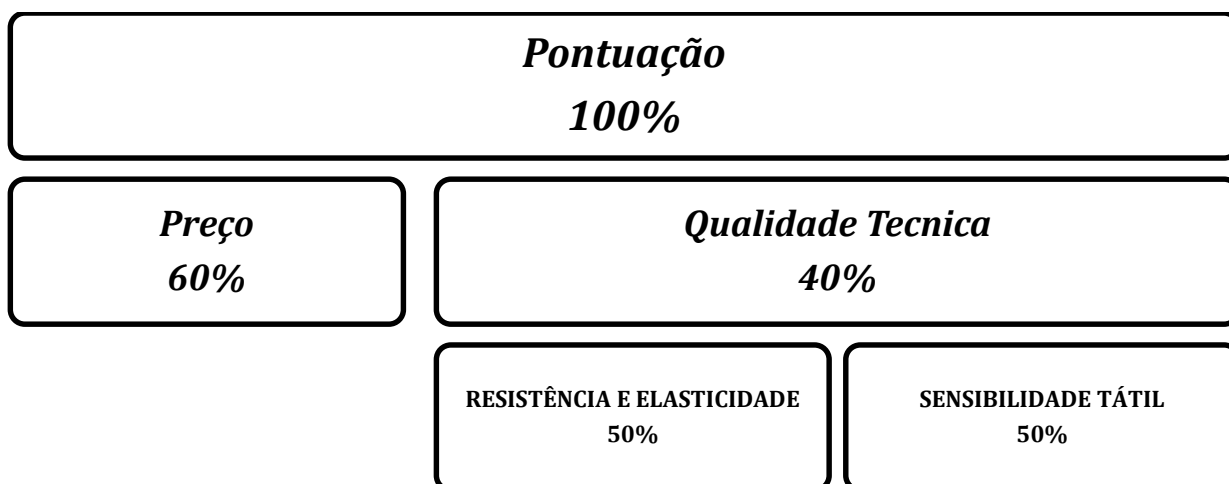 Pontuação
100%
Preço
60%
Qualidade Tecnica
40%
RESISTÊNCIA E ELASTICIDADE
50%
SENSIBILIDADE TÁTIL
50%